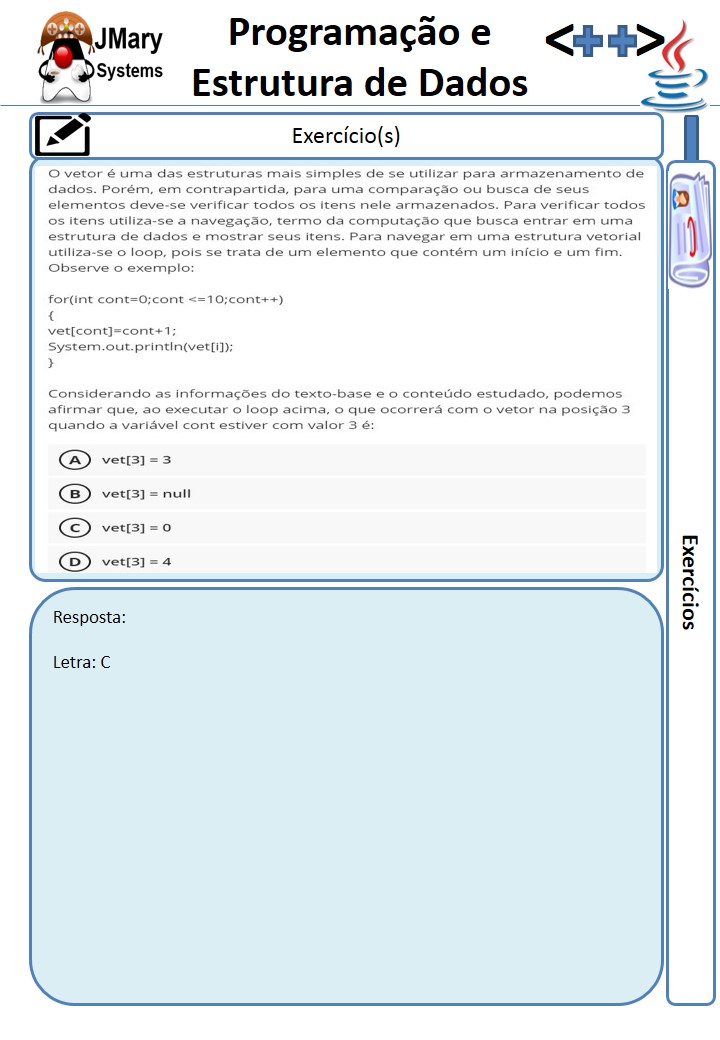 JMary
Systems
Programação e
Estrutura de Dados
<++>
Exercício(s)
O vetor é uma das estruturas mais simples de se utilizar para armazenamento de
dados. Porém, em contrapartida, para uma comparação ou busca de seus
elementos deve-se verificar todos os itens nele armazenados. Para verificar todos
os itens utiliza-se a navegação, termo da computação que busca entrar em uma
estrutura de dados e mostrar seus itens. Para navegar em uma estrutura vetorial
utiliza-se o loop, pois se trata de um elemento que contém um início e um fim.
Observe o exemplo:
for(int cont=0;cont <=10;cont++)
{
vet[cont]=cont+1;
System.out.println(vet[i]);
}
Considerando as informações do texto-base e o conteúdo estudado, podemos
afirmar que, ao executar o loop acima, o que ocorrerá com o vetor na posição 3
quando a variável cont estiver com valor 3 é:
A vet[3] = 3
B vet[3] = null
C vet[3] = 0
D vet[3] = 4
Resposta:
Letra: C
Exercícios